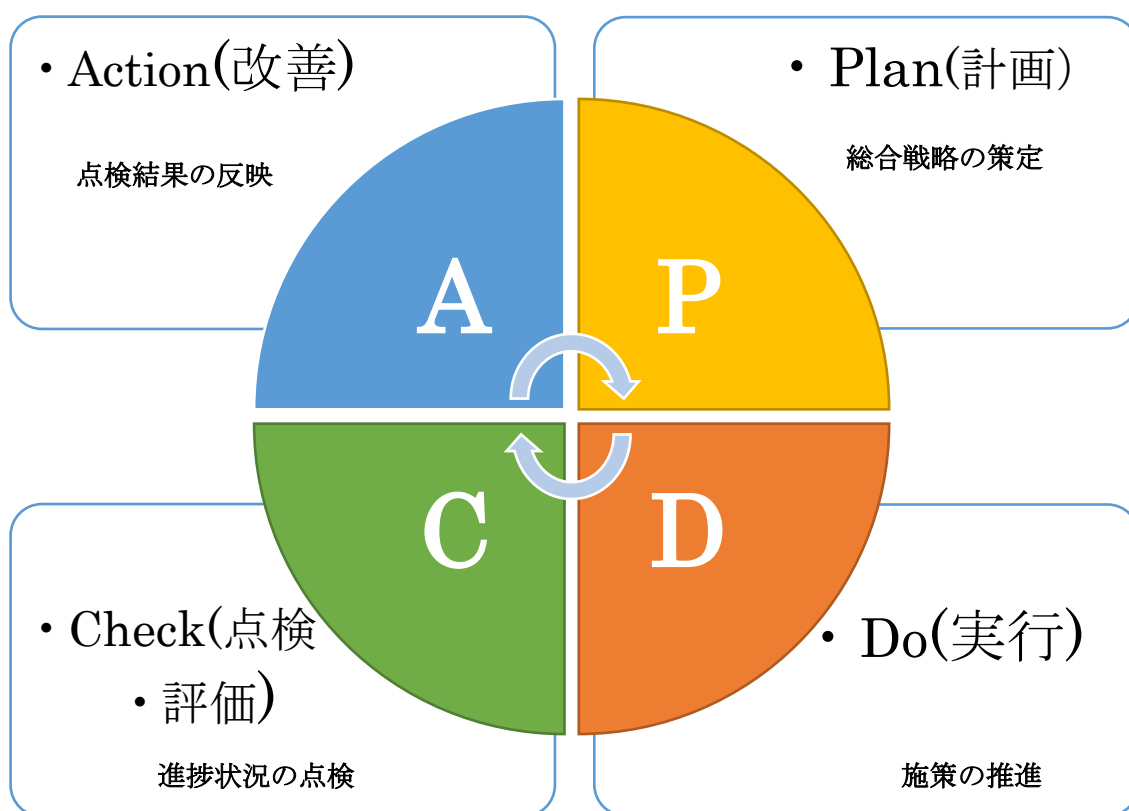 ・Action(改善)
点検結果の反映
・Plan(計画)
総合戦略の策定
A
P
C
D
・Check(点検
・評価)
進捗状況の点検
・Do(実行)
施策の推進